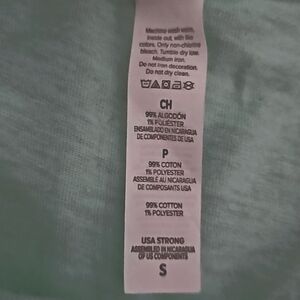 Machine wash warm,
inside out, with like
colors. Only non-chlorine
bleach. Tumble dry low.
Medium iron.
Do not iron decoration.
Do not dry clean.
CH
99% ALGODÓN
1% POLIÉSTER
ENSAMBLADO EN NICARAGUA
DE COMPONENTES DE USA
P
99% COTON
1% POLYESTER
ASSEMBLÉ AU NICARAGUA
DE COMPOSANTS USA
99% COTTON
1% POLYESTER
USA STRONG
ASSEMBLED IN NICARAGUA
OF US COMPONENTS
S